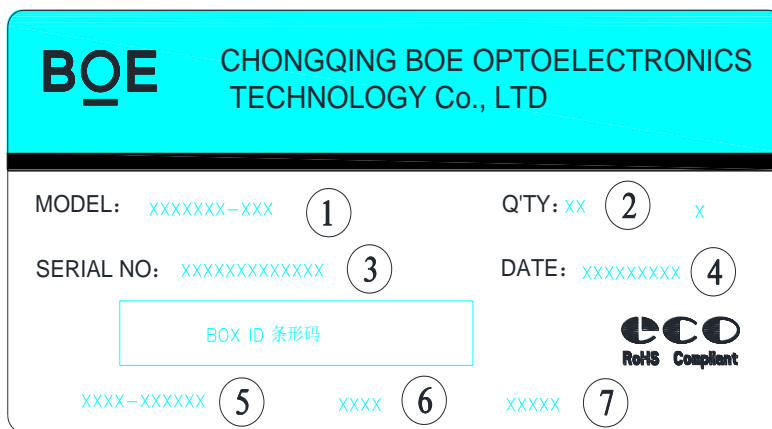 BOE
CHONGQING BOE OPTOELECTRONICS
TECHNOLOGY Co., LTD
MODEL: XXXXXXX-XXX ① Q'TY: XX ② X
SERIAL NO: XXXXXXXXXXXXX ③ DATE: XXXXXXXXX ④
BOX ID 条形码
eco
RoHS Compliant
XXXX-XXXXXX ⑤ XXXX ⑥ XXXXX ⑦